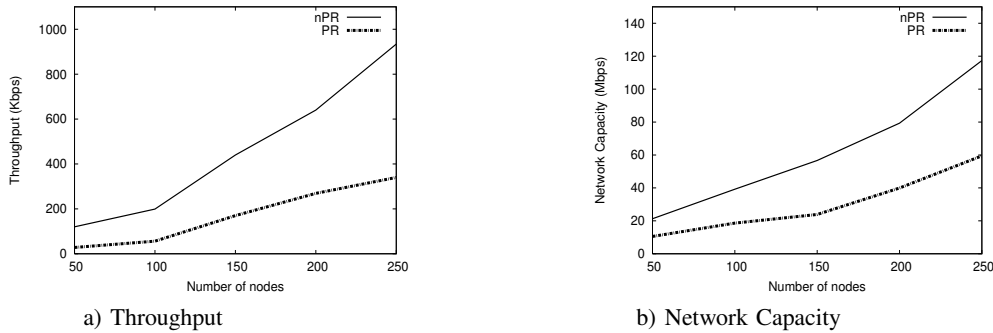 1000
800
600
400
200
0
Throughput (Kbps)
nPR
PR
50 100 150 200 250
Number of nodes
a) Throughput
140
120
100
80
60
40
20
0
Network Capacity (Mbps)
nPR
PR
50 100 150 200 250
Number of nodes
b) Network Capacity